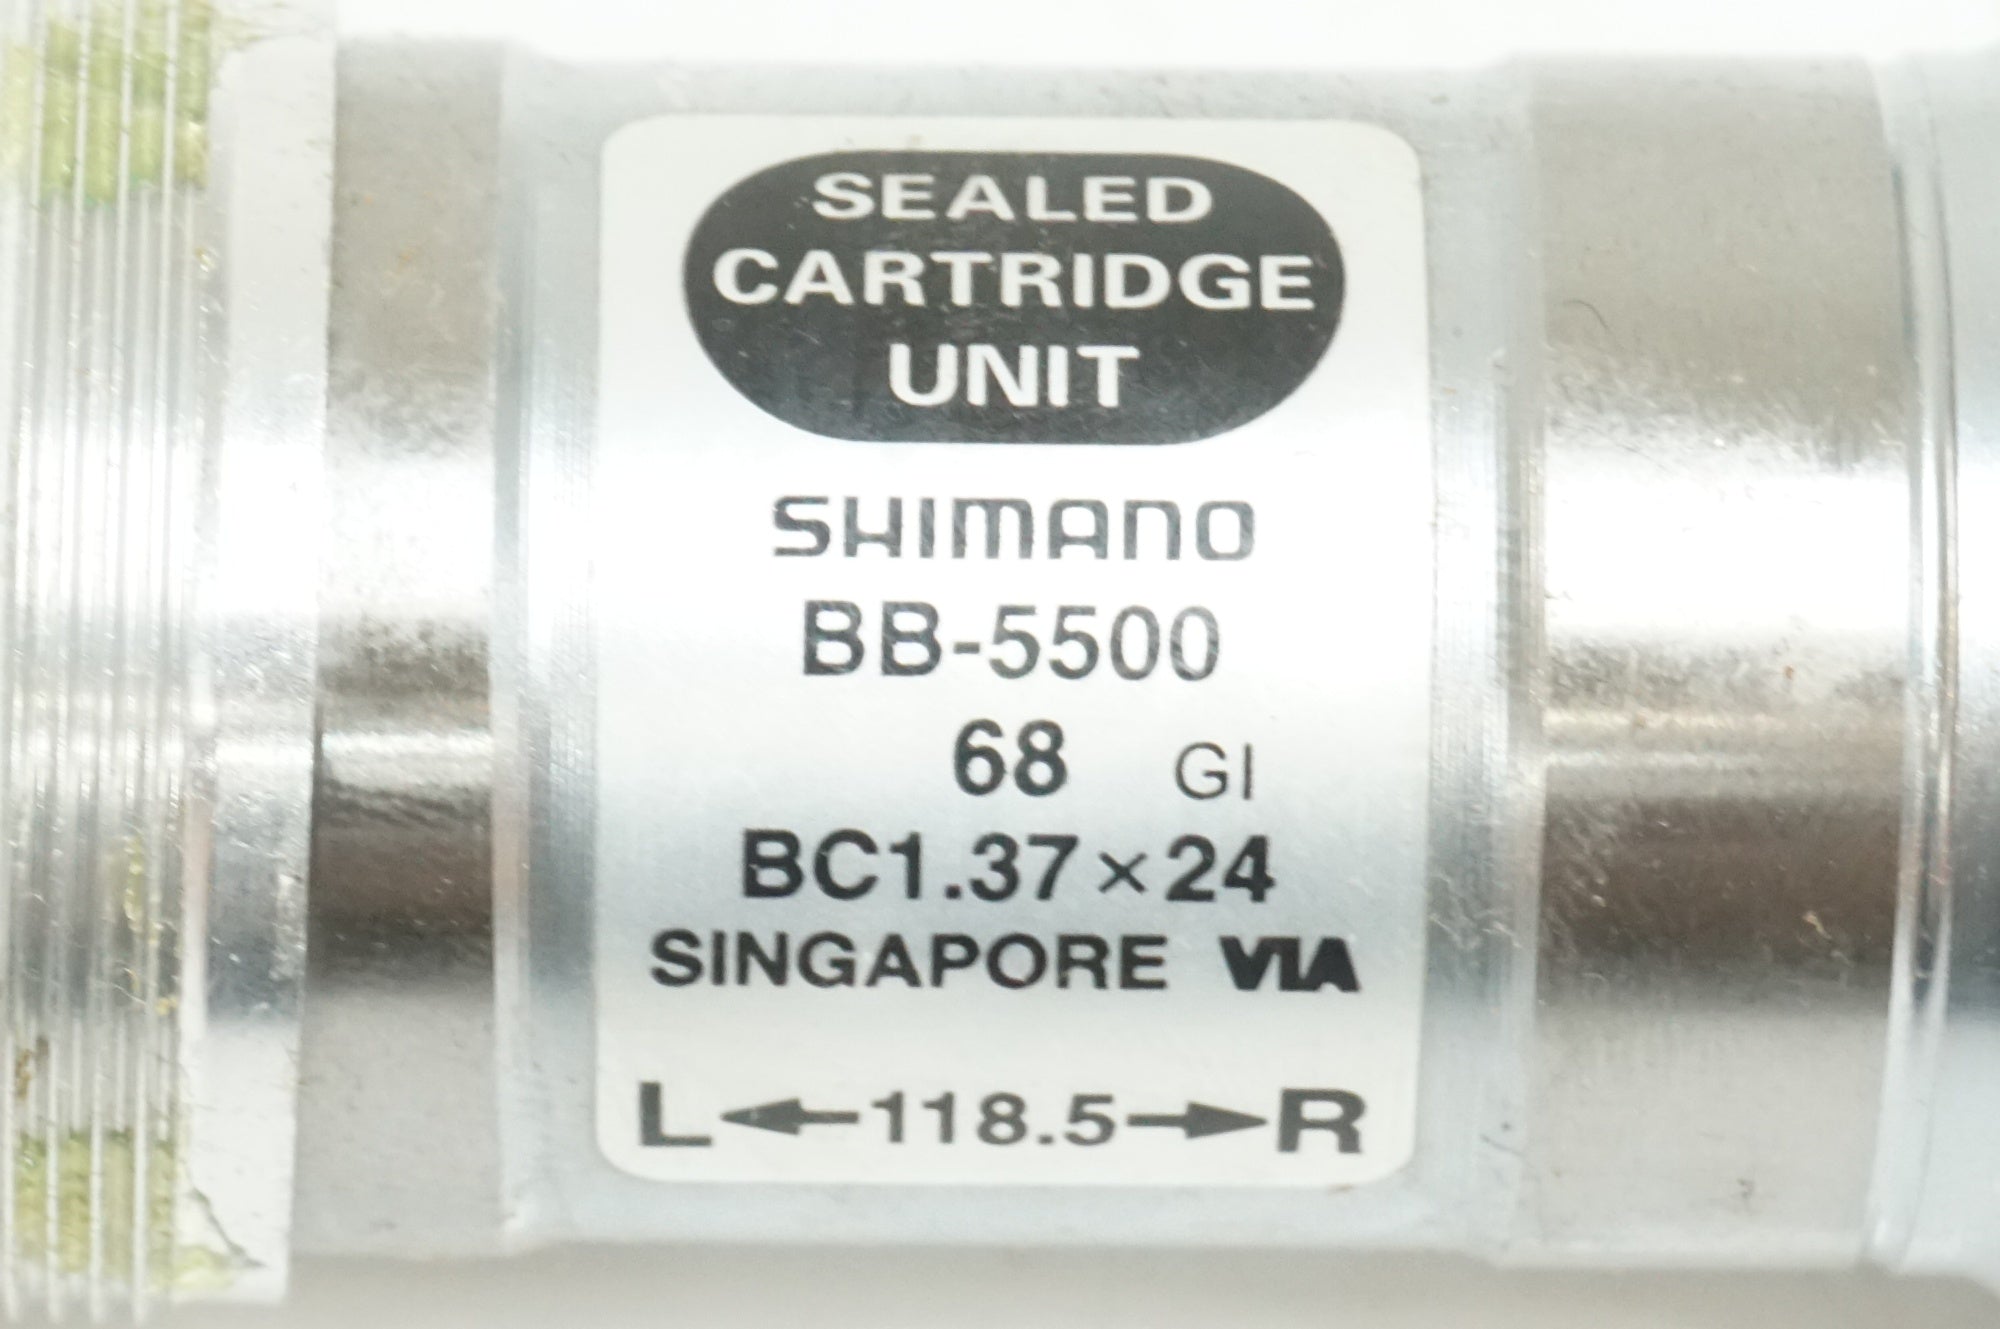 SEALED
CARTRIDGE
UNIT
SHIMANO
BB-5500
68 GI
BC1.37×24
SINGAPORE VIA
L←118.5→R